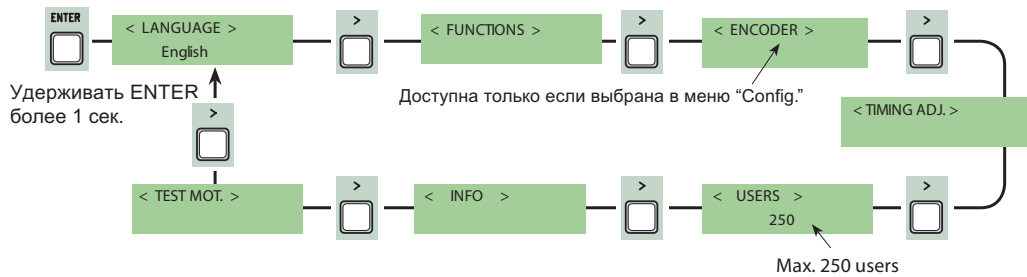 ENTER
< LANGUAGE >
English
>
< FUNCTIONS >
>
< ENCODER >
>
Удерживать ENTER
более 1 сек.
Доступна только если выбрана в меню “Config.”
< TIMING ADJ. >
>
< TEST MOT. >
>
< INFO >
>
< USERS >
250
>
Max. 250 users